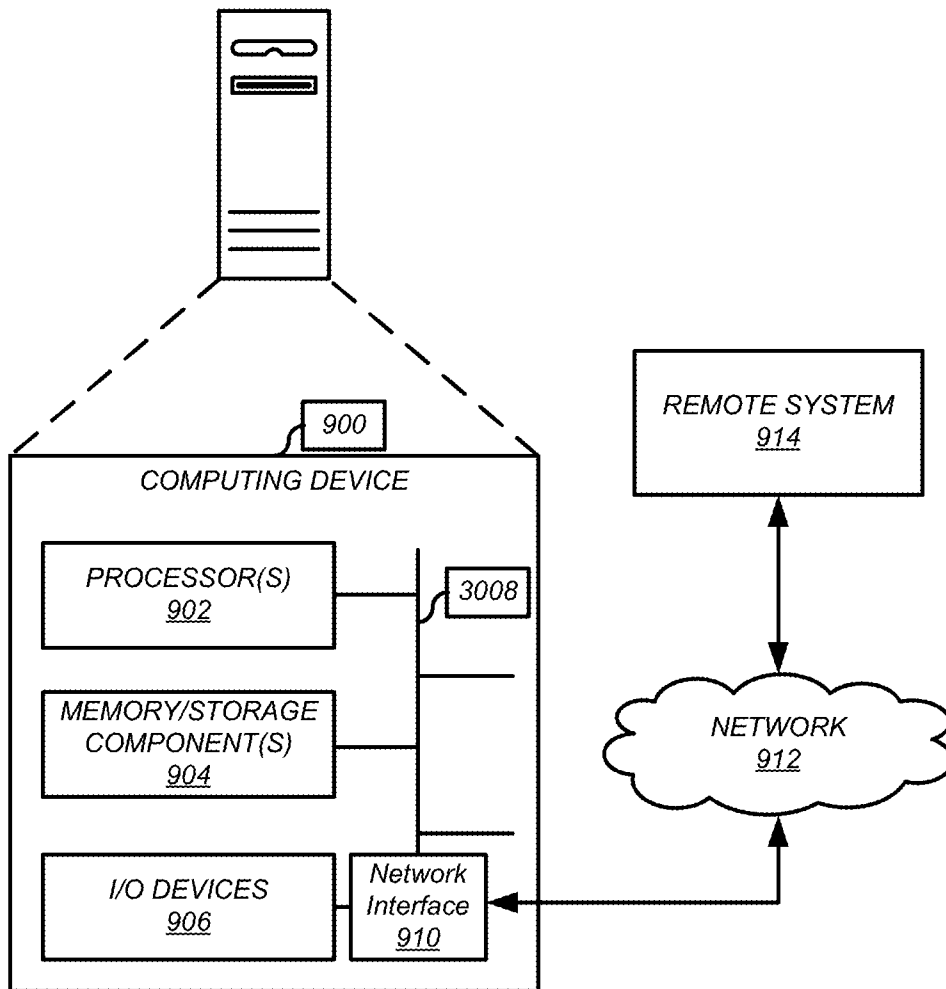 900
COMPUTING DEVICE
PROCESSOR(S)
902
3008
MEMORY/STORAGE
COMPONENT(S)
904
I/O DEVICES
906
Network
Interface
910
REMOTE SYSTEM
914
NETWORK
912